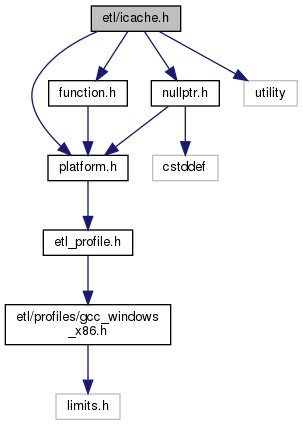 etl/icache.h
function.h
nullptr.h
utility
platform.h
cstddef
etl_profile.h
etl/profiles/gcc_windows
_x86.h
limits.h